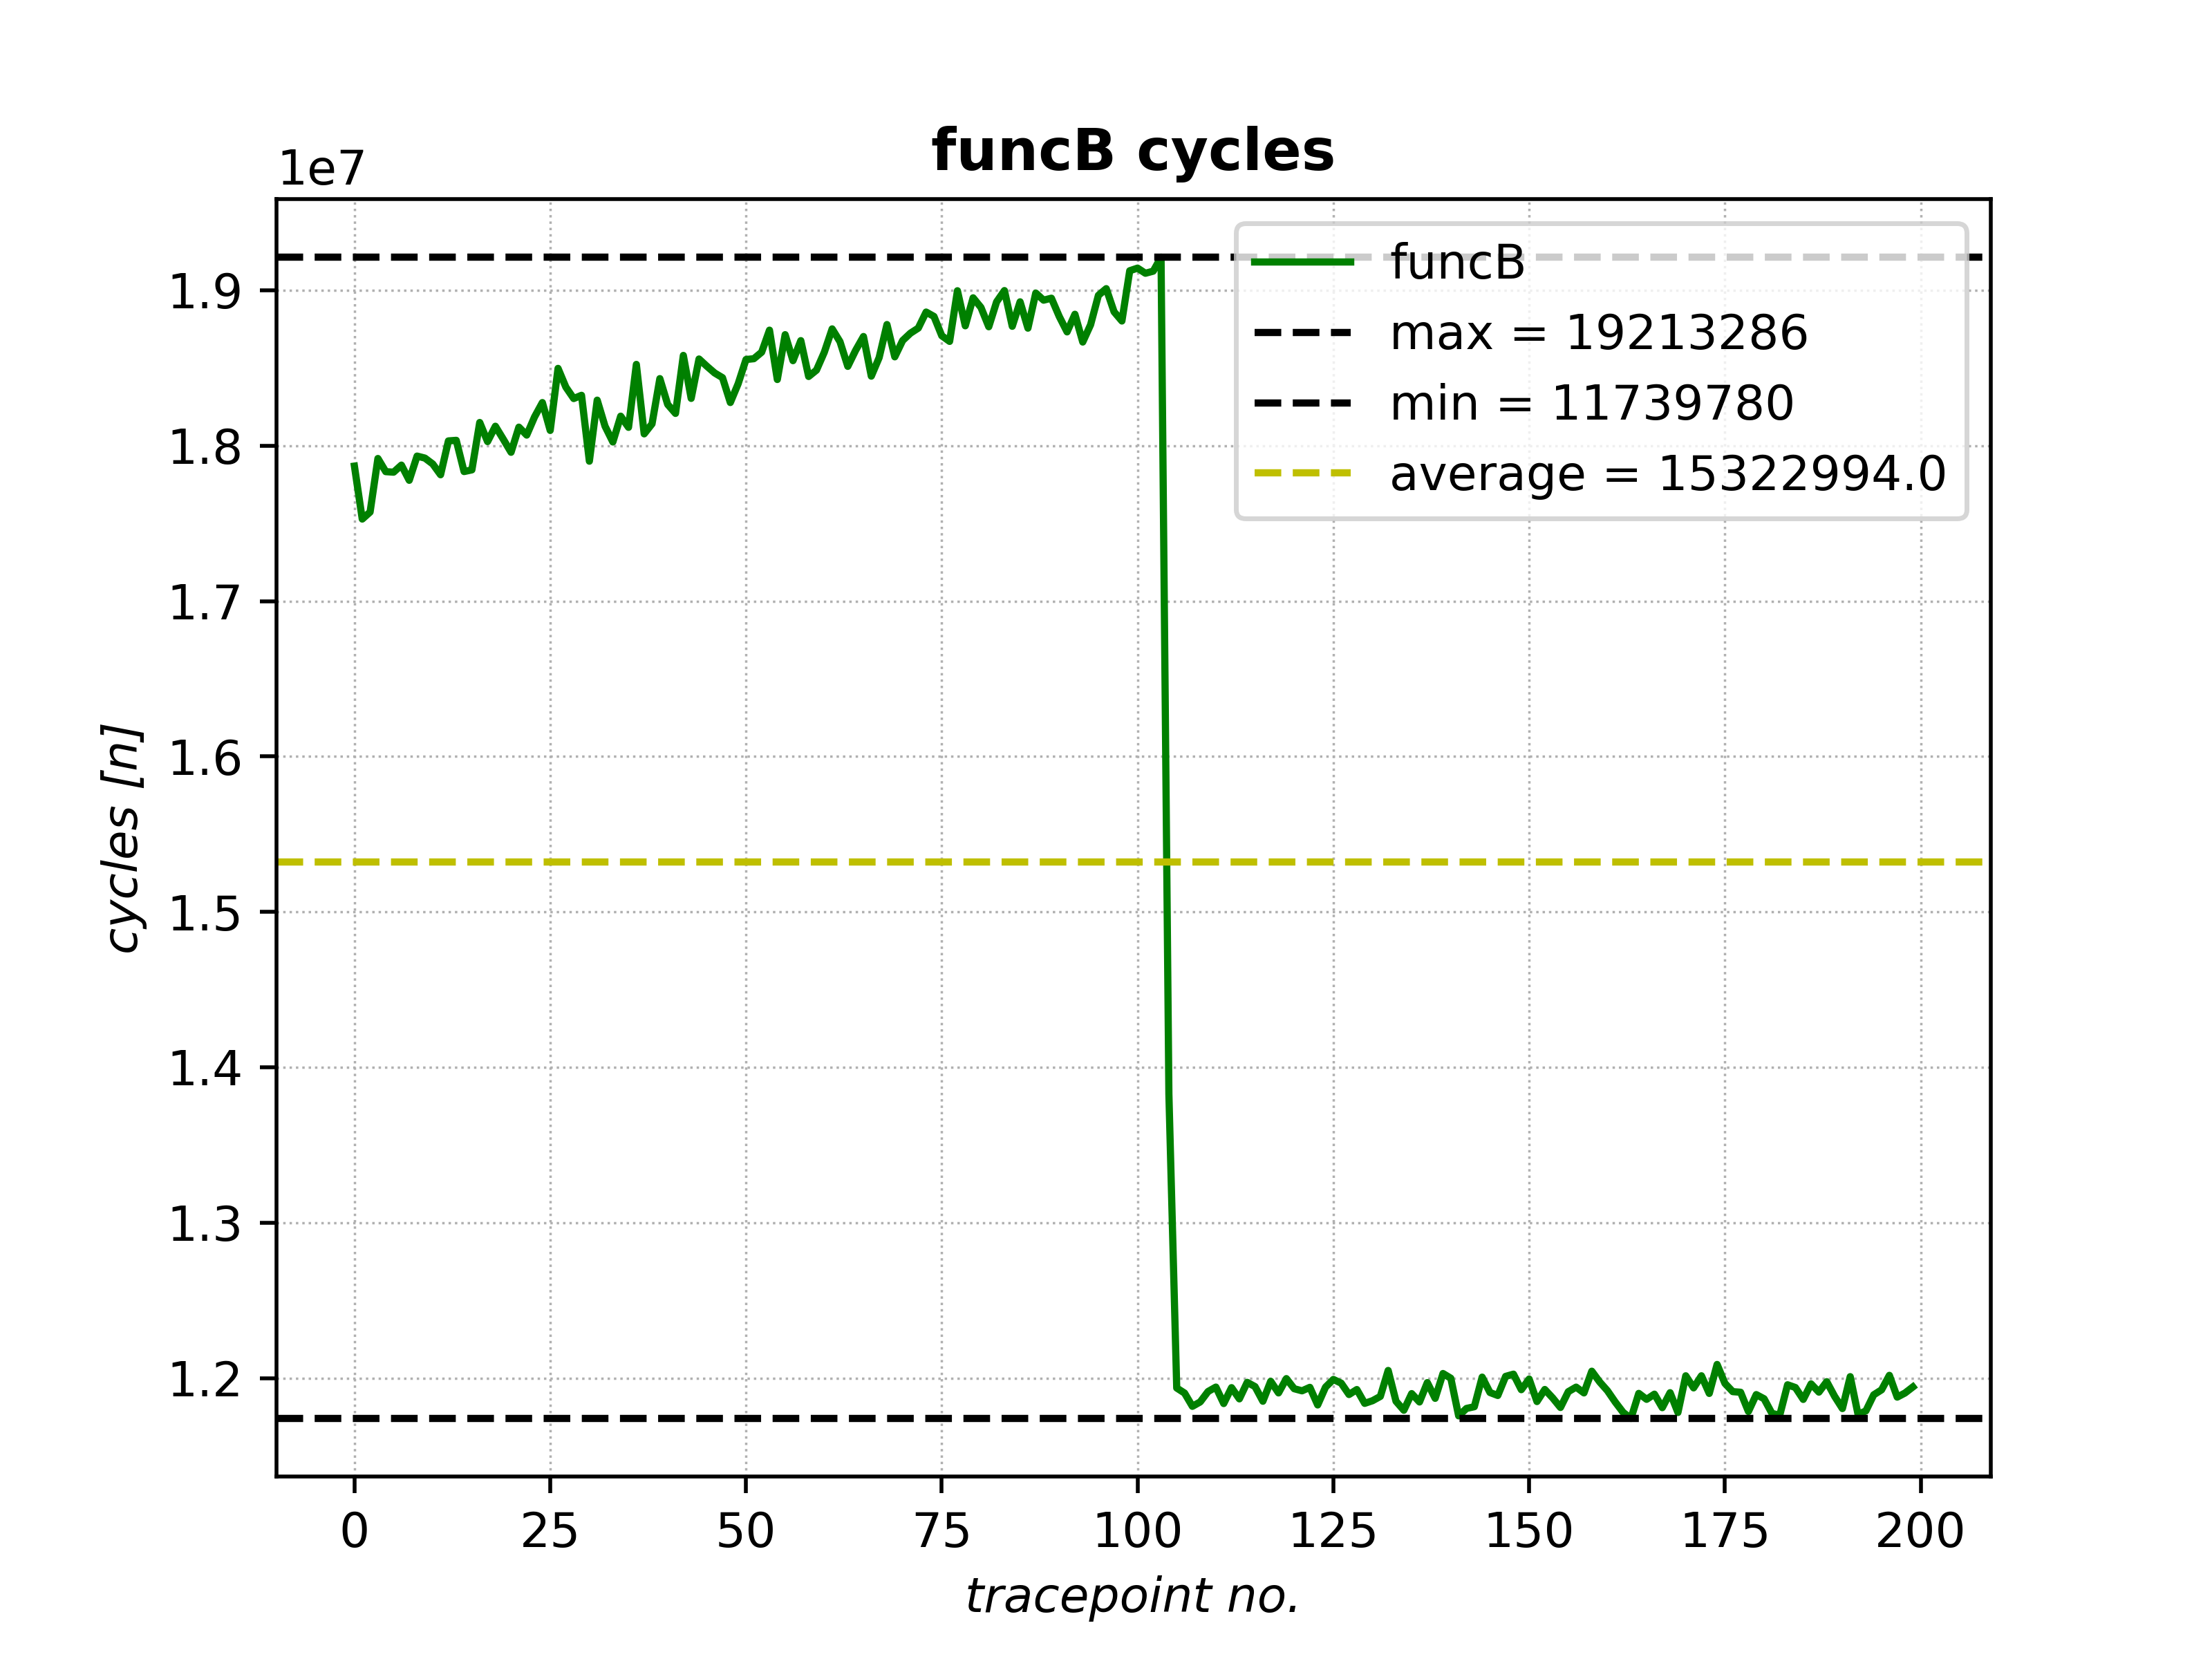 funcB cycles
1e7
funcB
max = 19213286
min = 11739780
average = 15322994.0
1.9
1.8
1.7
1.6
1.5
1.4
1.3
1.2
cycles [n]
0 25 50 75 100 125 150 175 200
tracepoint no.